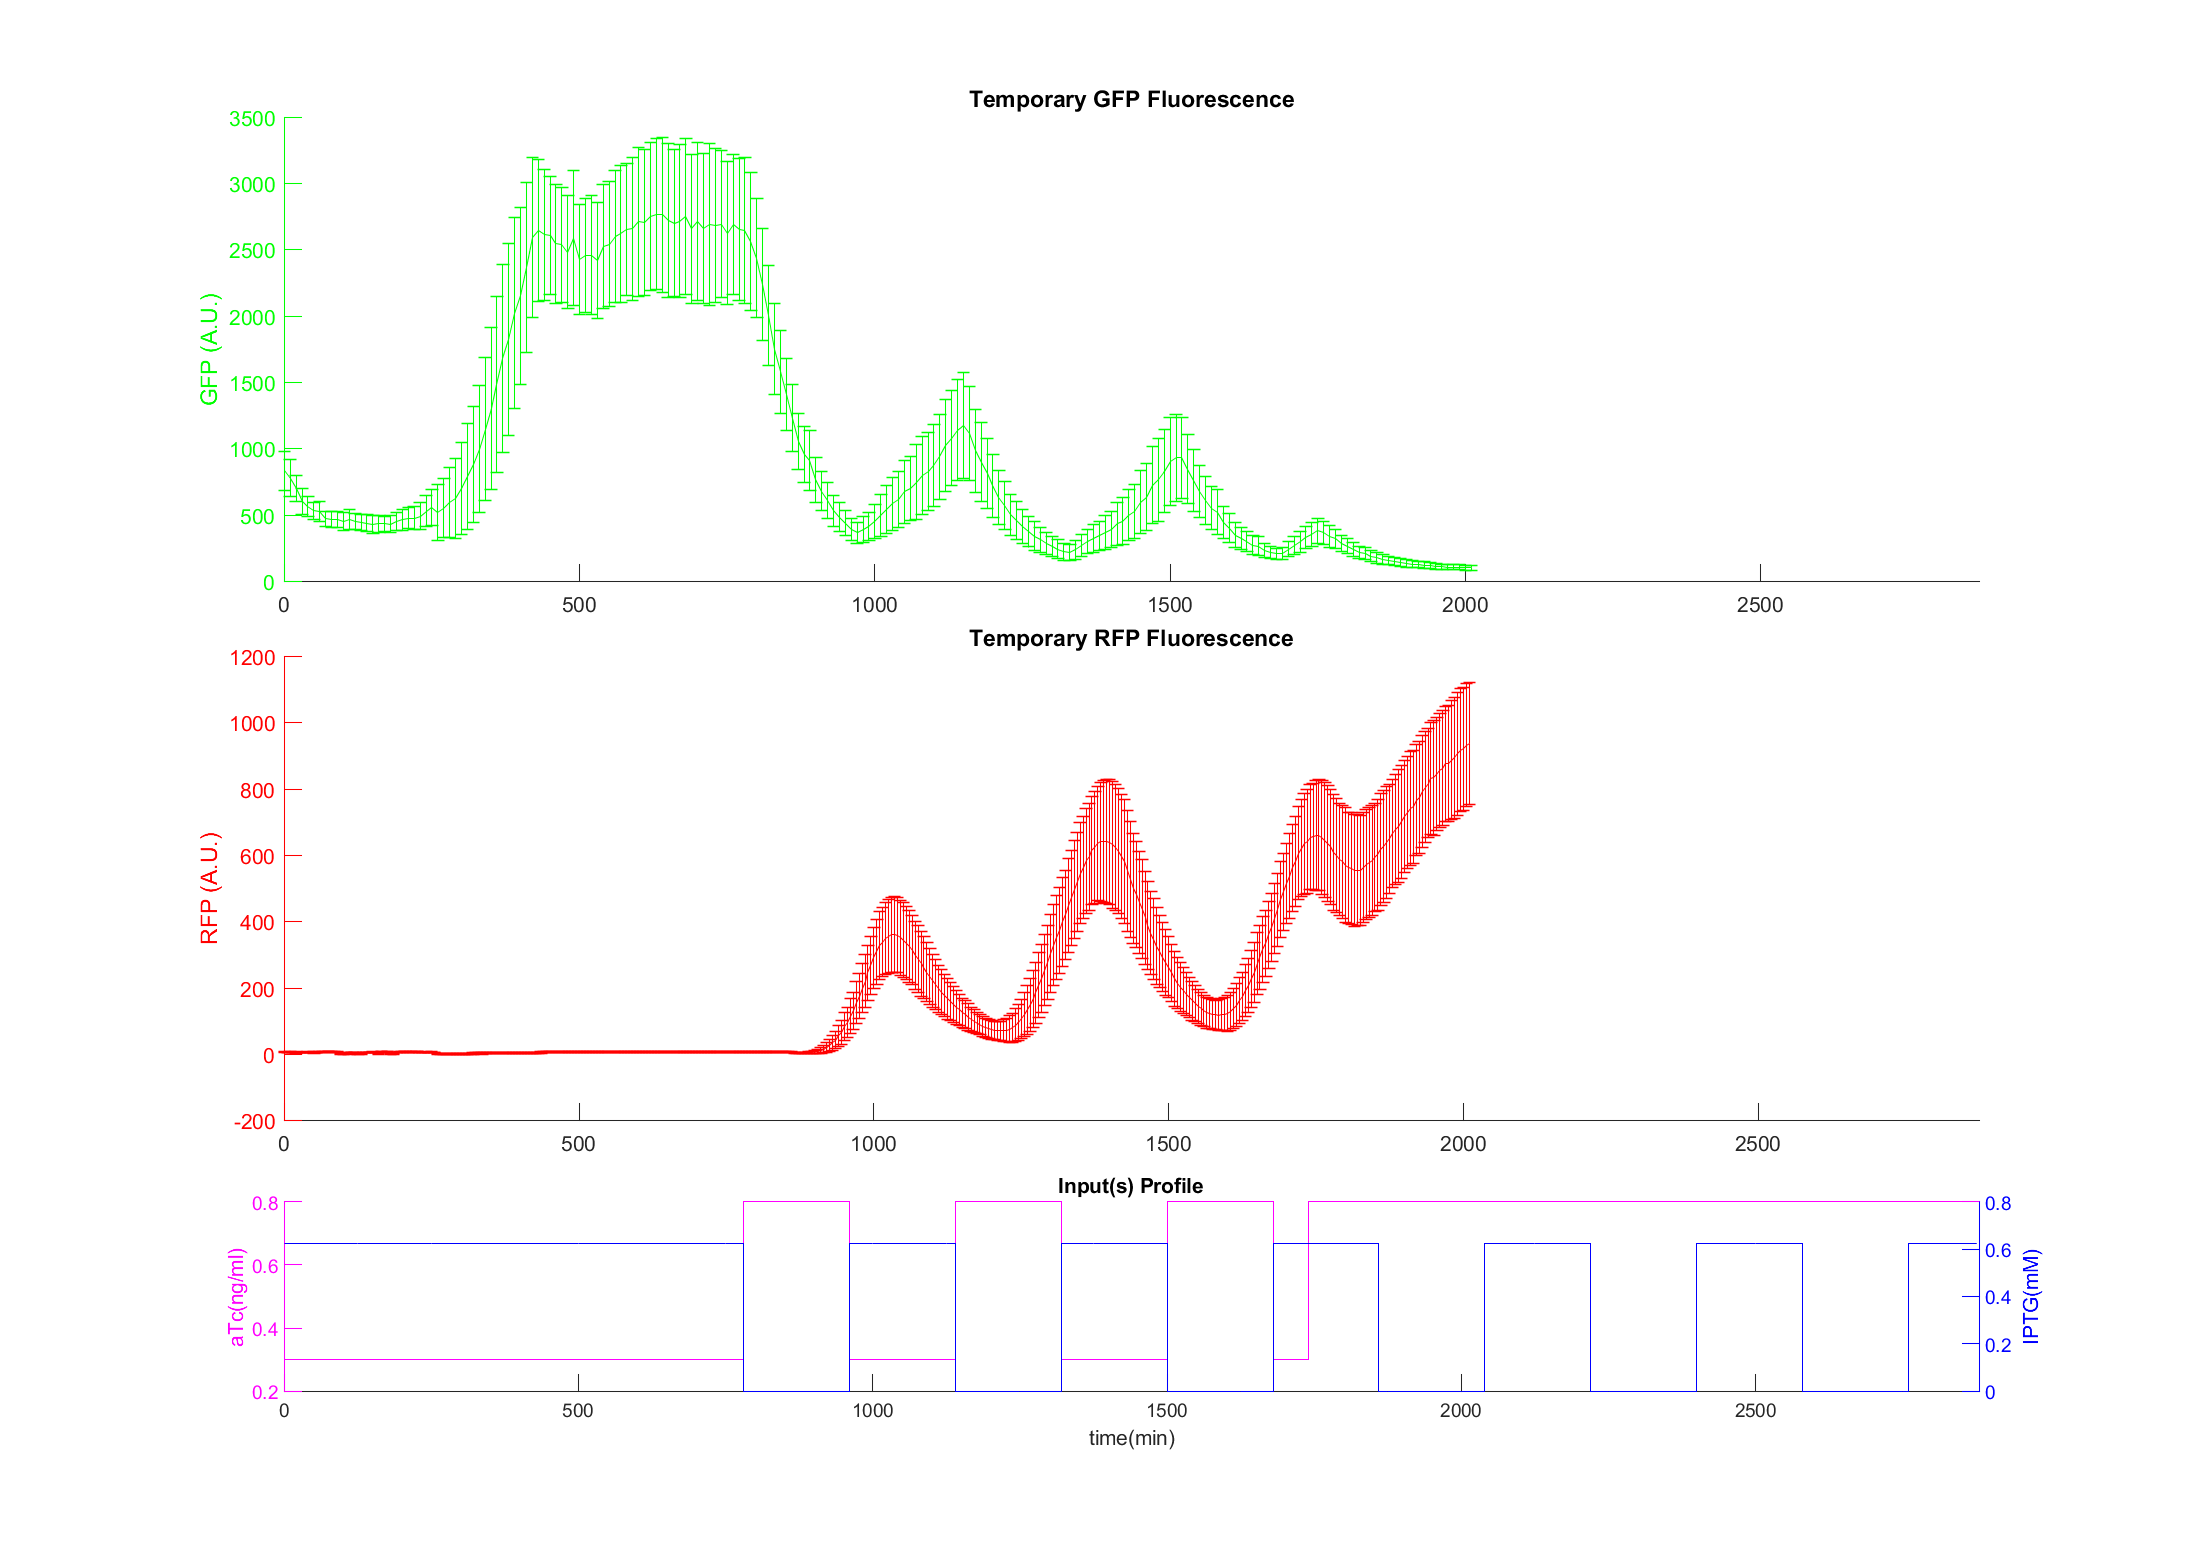 Temporary GFP Fluorescence
GFP (A.U.)
3500
3000
2500
2000
1500
1000
500
0
0 500 1000 1500 2000 2500
Temporary RFP Fluorescence
RFP (A.U.)
1200
1000
800
600
400
200
0
-200
0 500 1000 1500 2000 2500
Input(s) Profile
aTc(ng/ml)
0.8
0.6
0.4
0.2
IPTG(mM)
0.8
0.6
0.4
0.2
0
0 500 1000 1500 2000 2500
time(min)